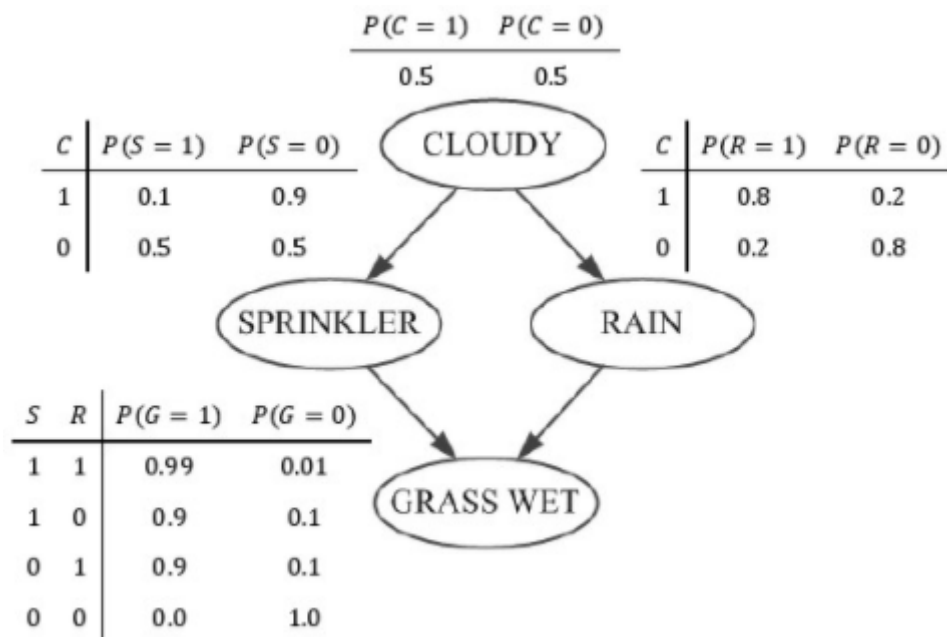 P(C = 1) P(C = 0)
0.5 0.5
CLOUDY
C P(S = 1) P(S = 0)
1 0.1 0.9
0 0.5 0.5
C P(R = 1) P(R = 0)
1 0.8 0.2
0 0.2 0.8
SPRINKLER
RAIN
S R P(G = 1) P(G = 0)
1 1 0.99 0.01
1 0 0.9 0.1
0 1 0.9 0.1
0 0 0.0 1.0
GRASS WET